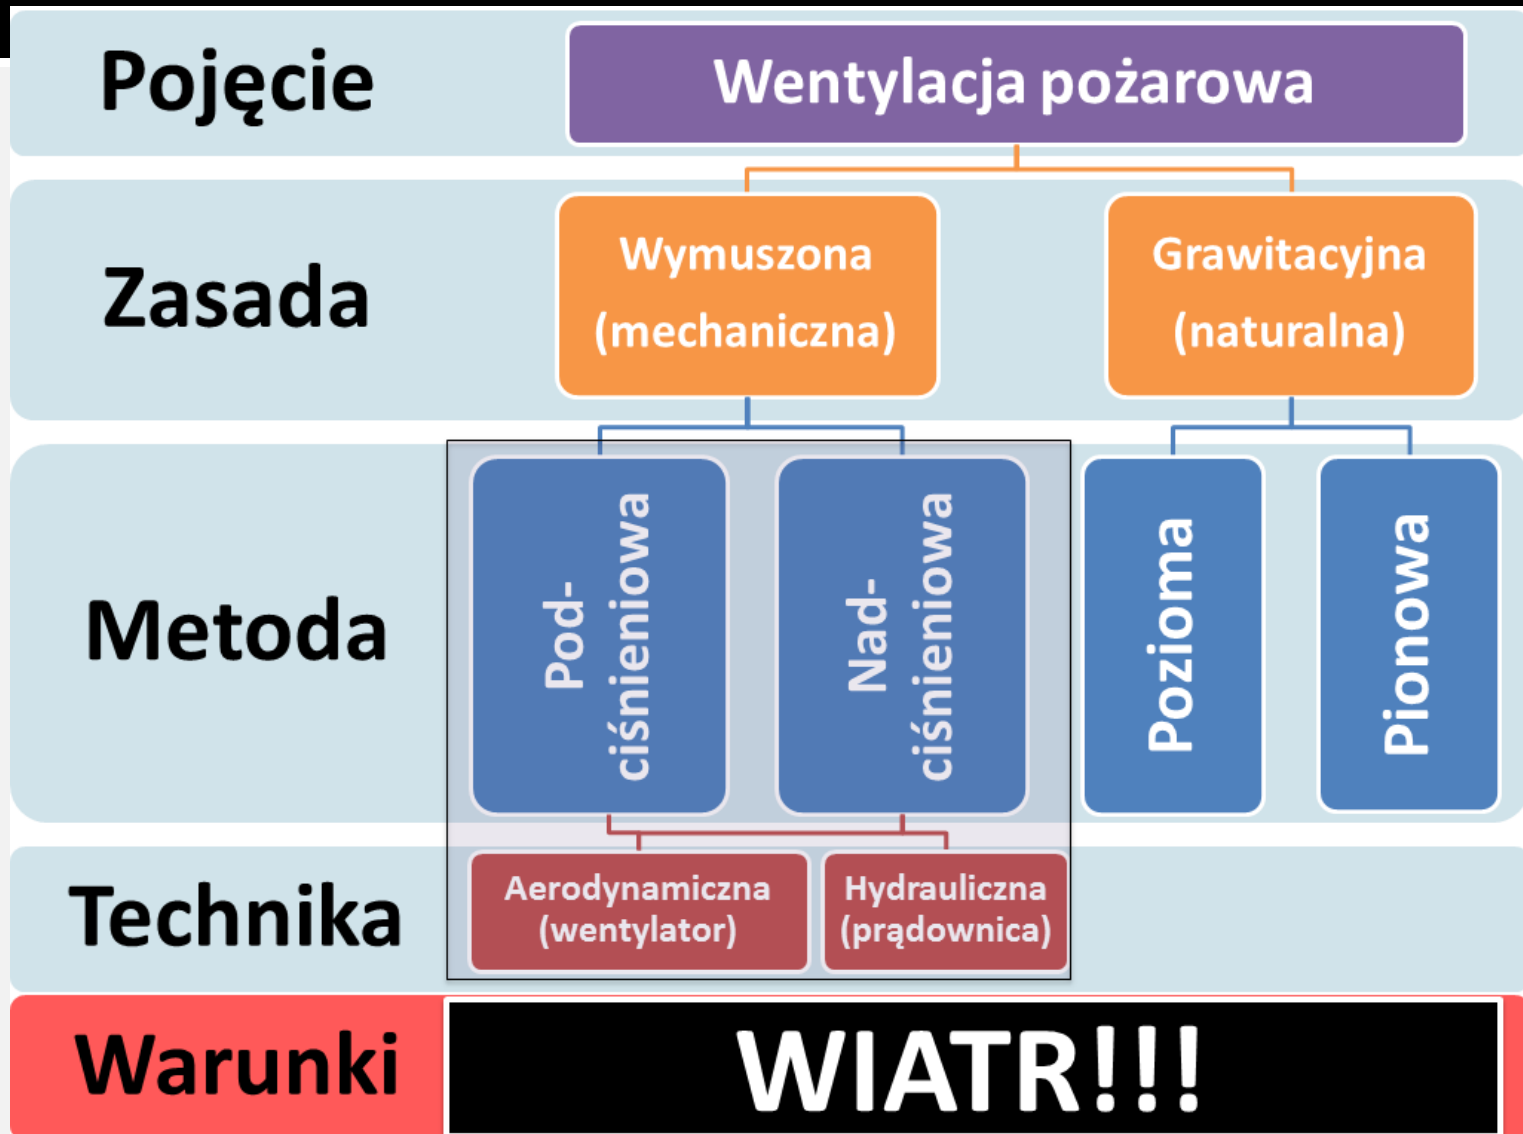 Pojęcie
Wentylacja pożarowa
Zasada
Wymuszona
(mechaniczna)
Grawitacyjna
(naturalna)
Metoda
Pod-
ciśnieniowa
Nad-
ciśnieniowa
Pozioma
Pionowa
Technika
Aerodynamiczna
(wentylator)
Hydrauliczna
(prądownica)
Warunki
WIATR!!!